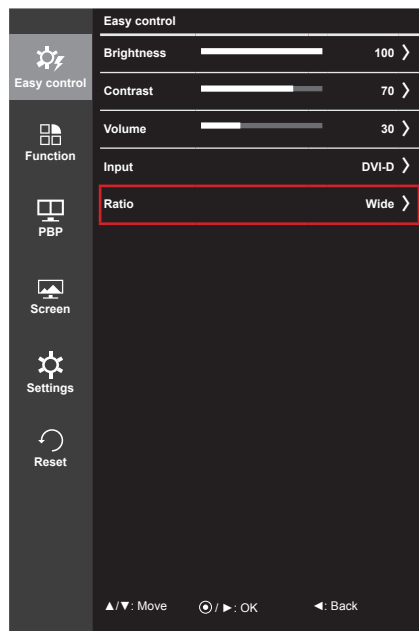 Easy control
Easy control
Brightness 100
Contrast 70
Volume 30
Input DVI-D
Ratio Wide
Function
PBP
Screen
Settings
Reset
▲/▼: Move ⦿ / ►: OK ◄: Back